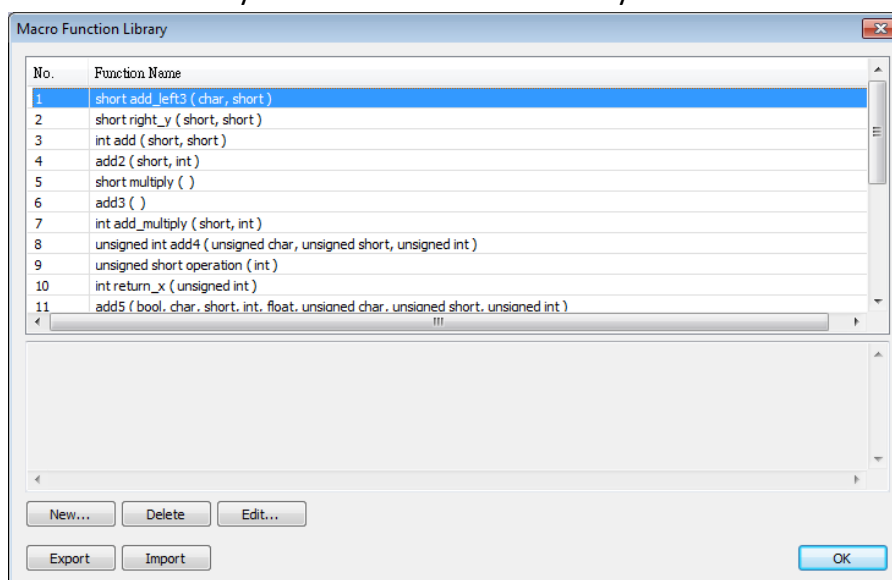 Macro Function Library
No. Function Name
1 short add_left3 ( char, short )
2 short right_y ( short, short )
3 int add ( short, short )
4 add2 ( short, int )
5 short multiply ( )
6 add3 ( )
7 int add_multiply ( short, int )
8 unsigned int add4 ( unsigned char, unsigned short, unsigned int )
9 unsigned short operation ( int )
10 int return_x ( unsigned int )
11 add5 ( bool, char, short, int, float, unsigned char, unsigned short, unsigned int )
New... Delete Edit...
Export Import OK